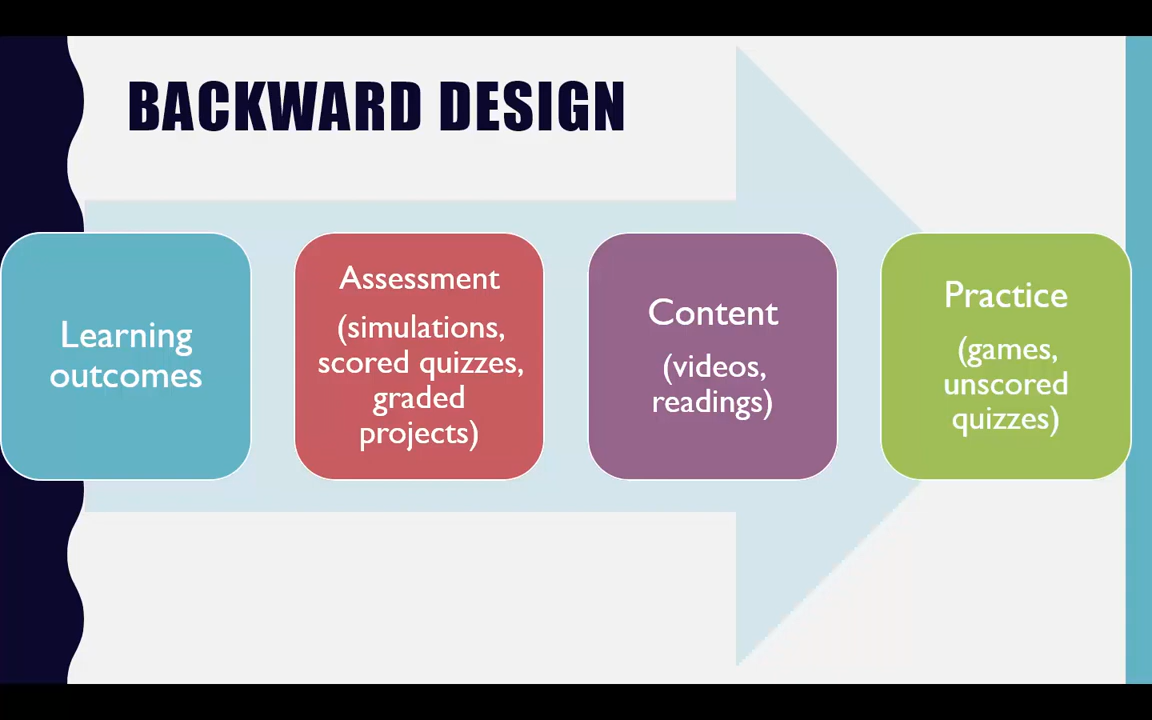 BACKWARD DESIGN
Learning
outcomes
Assessment
(simulations,
scored quizzes,
graded
projects)
Content
(videos,
readings)
Practice
(games,
unscored
quizzes)